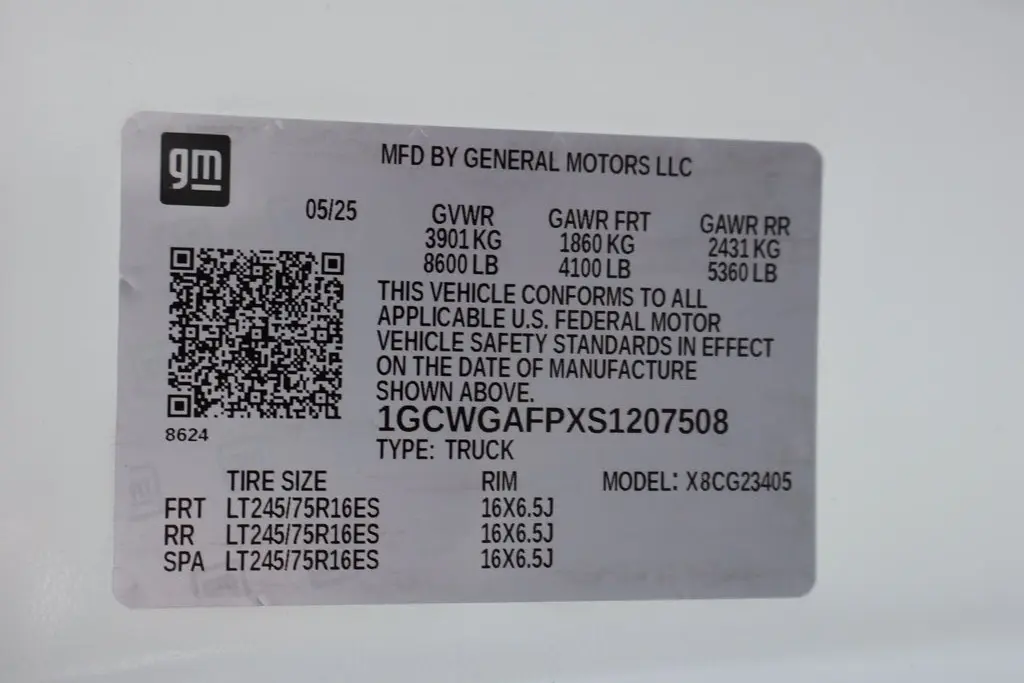 gm
MFD BY GENERAL MOTORS LLC
05/25 GVWR GAWR FRT GAWR RR
3901 KG 1860 KG 2431 KG
8600 LB 4100 LB 5360 LB
THIS VEHICLE CONFORMS TO ALL
APPLICABLE U.S. FEDERAL MOTOR
VEHICLE SAFETY STANDARDS IN EFFECT
ON THE DATE OF MANUFACTURE
SHOWN ABOVE.
1GCWGAFPXS1207508
8624
TYPE: TRUCK
TIRE SIZE RIM MODEL: X8CG23405
FRT LT245/75R16ES 16X6.5J
RR LT245/75R16ES 16X6.5J
SPA LT245/75R16ES 16X6.5J